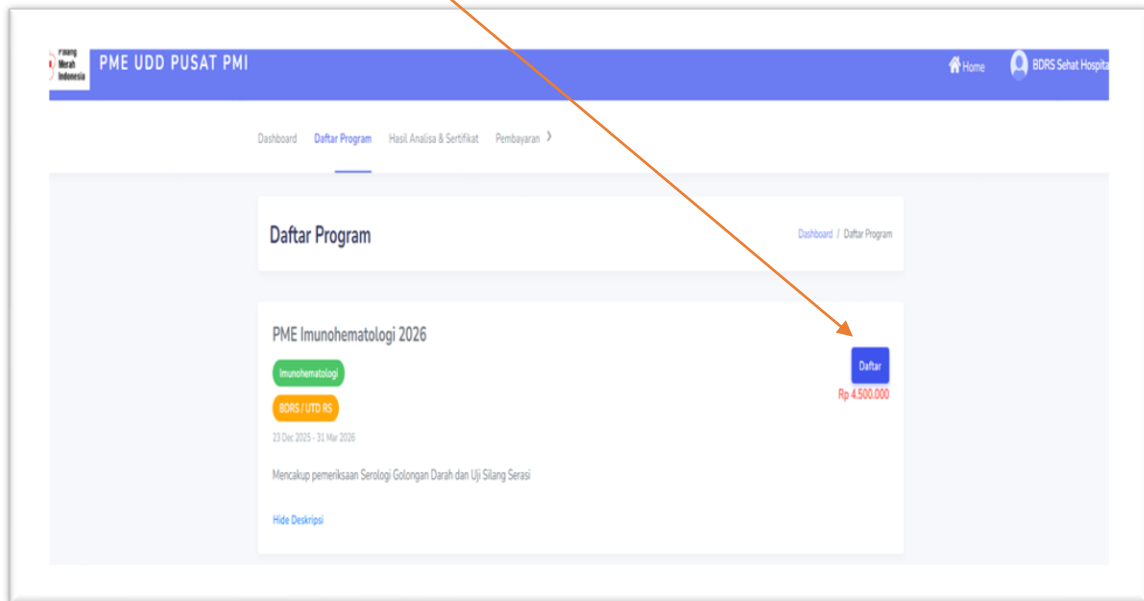 Palang
Merah
Indonesia
PME UDD PUSAT PMI
Home
BDRS Sehat Hospita
Dashboard Daftar Program Hasil Analisa & Sertifikat Pembayaran
Daftar Program
Dashboard / Daftar Program
PME Imunohematologi 2026
Imunohematologi
BDRS / UTD RS
23 Dec 2025 - 31 Mar 2026
Mencakup pemeriksaan Serologi Golongan Darah dan Uji Silang Serasi
Hide Deskripsi
Daftar
Rp 4.500.000